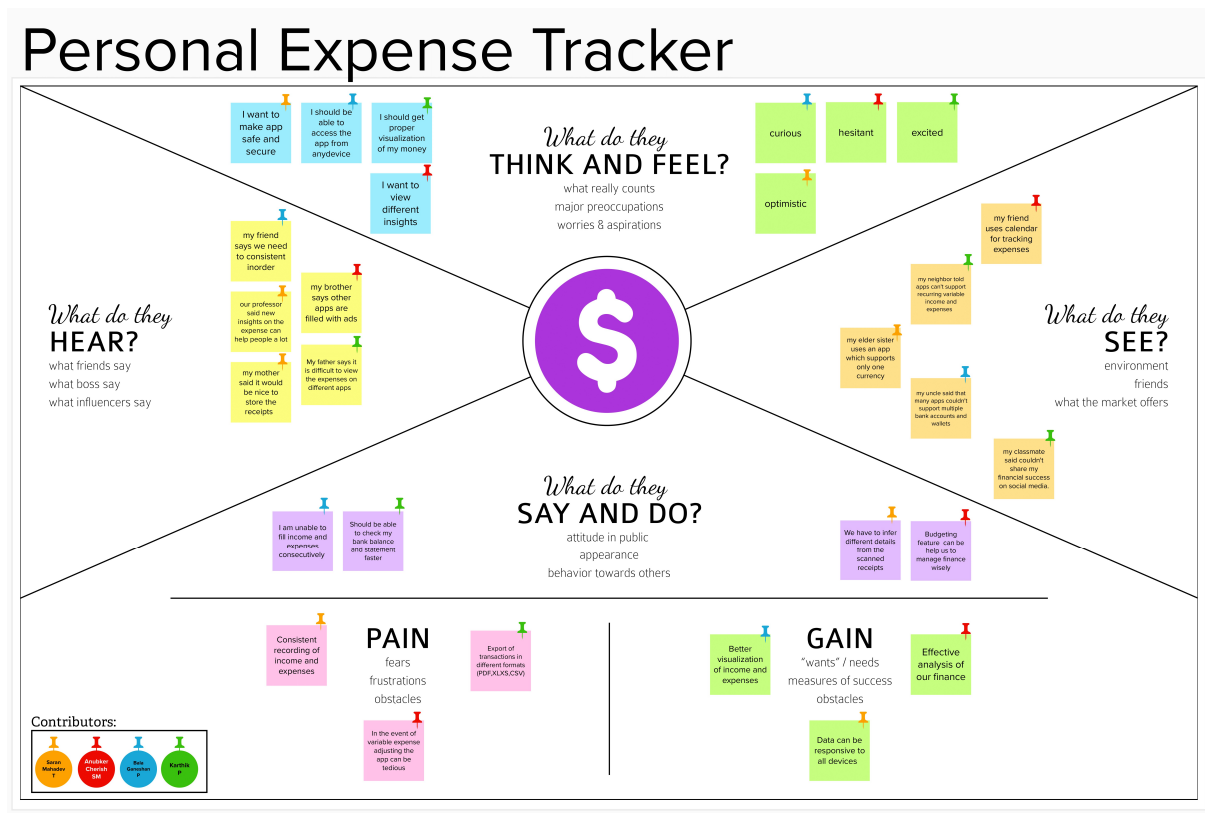 Personal Expense Tracker
I want to
make app
safe and
secure
I should be
able to
access the
app from
anydevice
I should get
proper
visualization
of my money
I want to
view
different
insights
What do they
THINK AND FEEL?
what really counts
major preoccupations
worries & aspirations
curious
hesitant
excited
optimistic
What do they
HEAR?
what friends say
what boss say
what influencers say
my friend
says we need
to consistent
inorder
our professor
said new
insights on the
expense can
help people a lot
my mother
said it would
be nice to
store the
receipts
my brother
says other
apps are
filled with ads
My father says it
is difficult to view
the expenses on
different apps
my friend
uses calendar
for tracking
expenses
my neighbor told
apps can't support
recurring variable
income and
expenses
my elder sister
uses an app
which supports
only one
currency
my uncle said that
many apps couldn't
support multiple
bank accounts and
wallets
my classmate
said couldn't
share my
financial success
on social media.
What do they
SEE?
environment
friends
what the market offers
What do they
SAY AND DO?
attitude in public
appearance
behavior towards others
I am unable to
fill income and
expenses
consecutively
Should be able
to check my
bank balance
and statement
faster
We have to infer
different details
from the
scanned
receipts
Budgeting
feature can be
help us to
manage finance
wisely
PAIN
fears
frustrations
obstacles
Consistent
recording of
income and
expenses
Export of
transactions in
different formats
(PDF,XLXS,CSV)
In the event of
variable expense
adjusting the
app can be
tedious
GAIN
“wants” / needs
measures of success
obstacles
Better
visualization
of income and
expenses
Effective
analysis of
our finance
Data can be
responsive to
all devices
Contributors:
Saran
Mahadev
T
Anubker
Cherish
SM
Bala
Ganeshan
P
Karthik
P